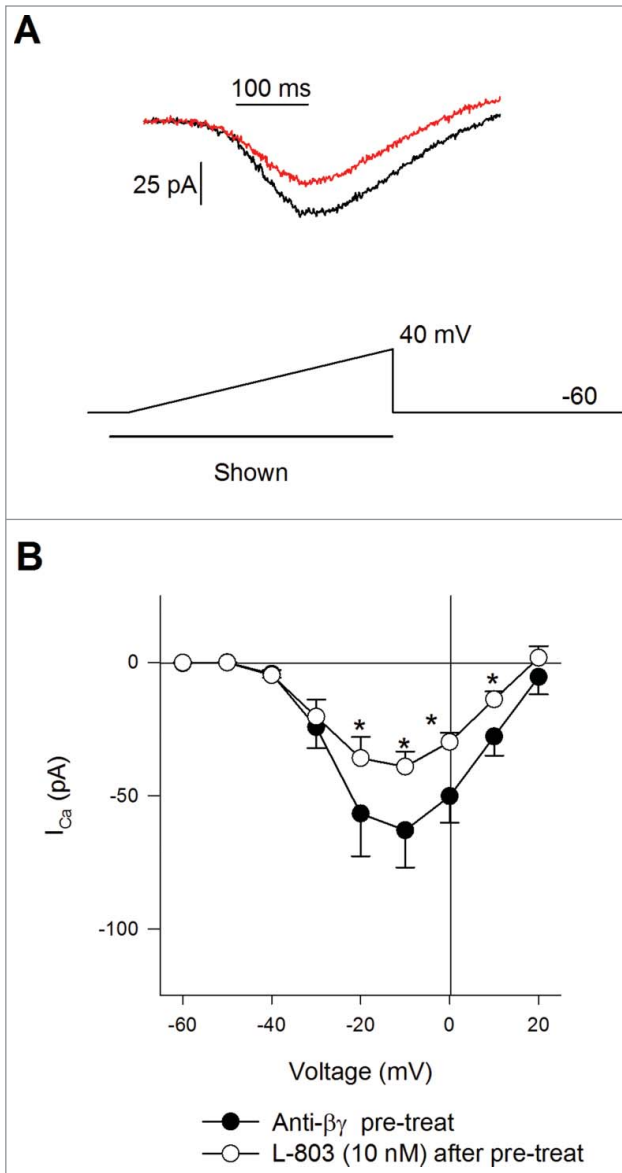 A
100 ms
25 pA
40 mV
-60
Shown
B
0
*
*
*
*
-50
I_Ca (pA)
-100
-60 -40 -20 0 20
Voltage (mV)
Anti-βγ pre-treat
L-803 (10 nM) after pre-treat